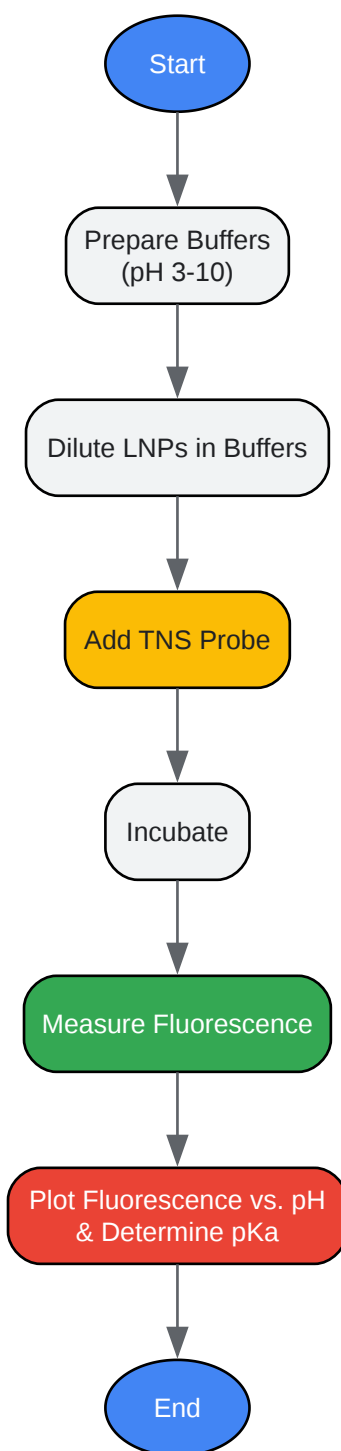 Start
Prepare Buffers
(pH 3-10)
Dilute LNPs in Buffers
Add TNS Probe
Incubate
Measure Fluorescence
Plot Fluorescence vs. pH
& Determine pKa
End